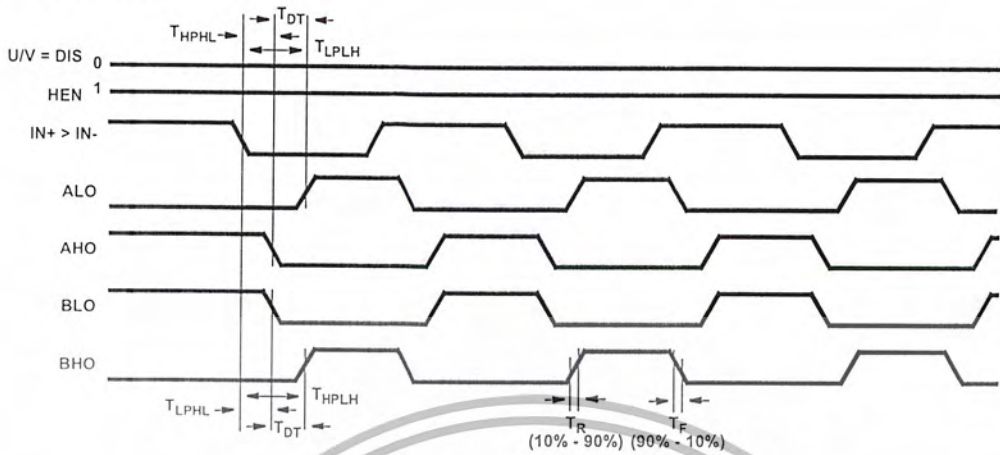 T_DT
T_HPHL
T_LPLH
U/V = DIS 0
HEN 1
IN+ > IN-
ALO
AHO
BLO
BHO
T_HPLH
T_LPHL
T_DT
T_R T_F
(10% - 90%) (90% - 10%)